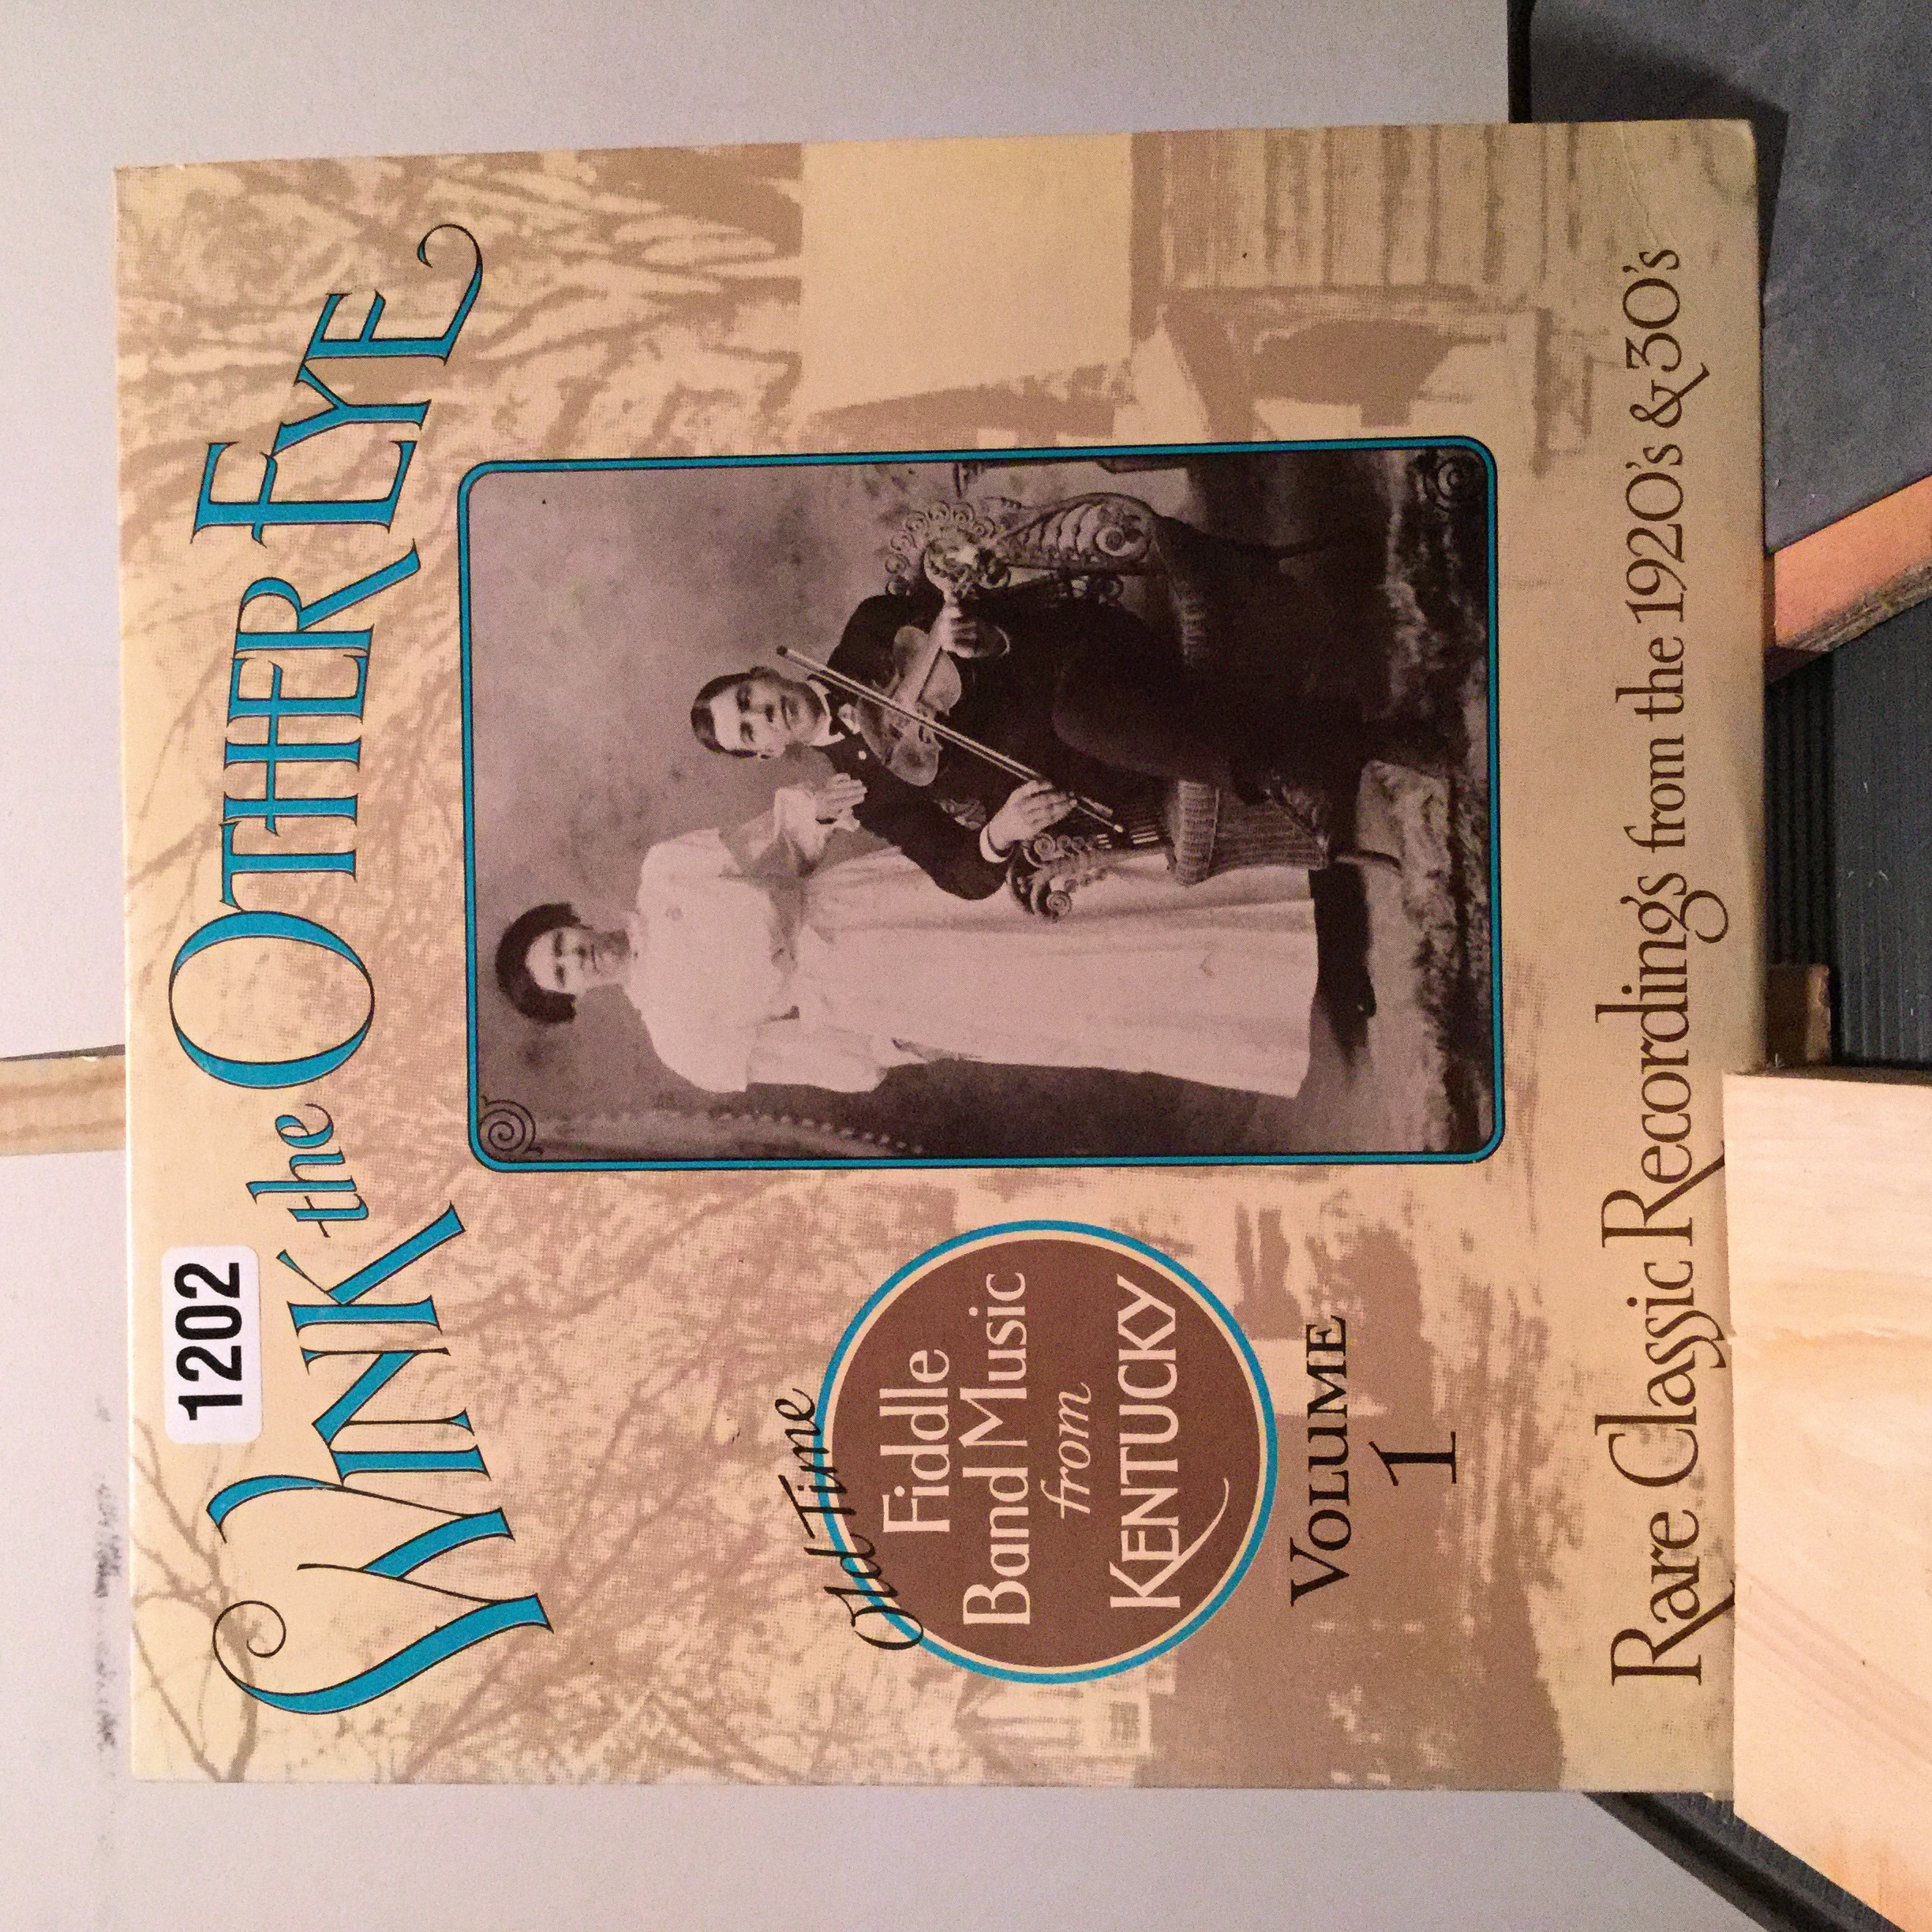 1202
WINK the OTHER EYE
Old Time
Fiddle
Band Music
from
KENTUCKY
VOLUME
1
Rare Classic Recordings from the 1920's & 30's